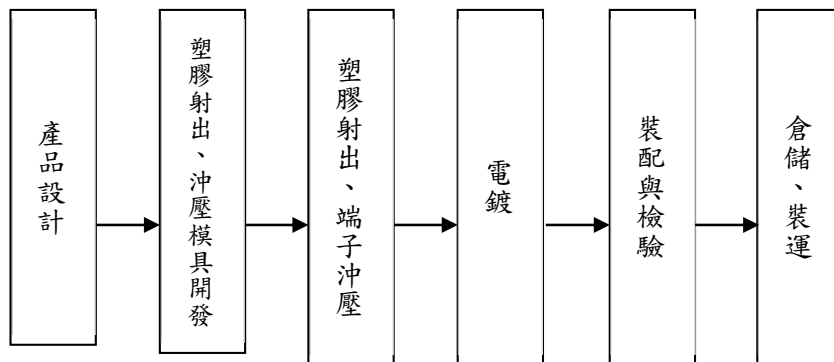 產品設計
塑膠射出、沖壓模具開發
塑膠射出、端子沖壓
電鍍
裝配與檢驗
倉儲、裝運